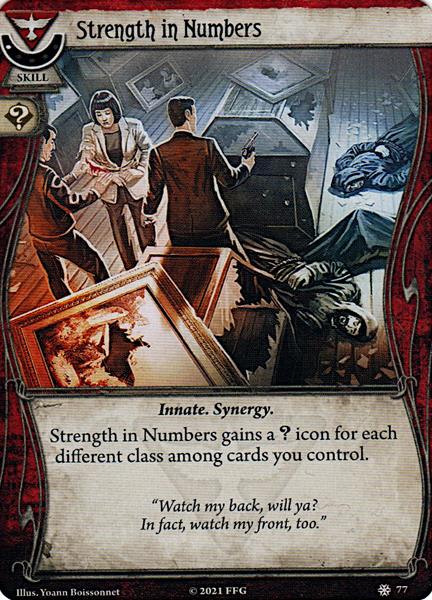 Strength in Numbers
SKILL
?
Innate. Synergy.
Strength in Numbers gains a ? icon for each
different class among cards you control.
“Watch my back, will ya?
In fact, watch my front, too.”
Illus. Yoann Boissonnet
© 2021 FFG
77